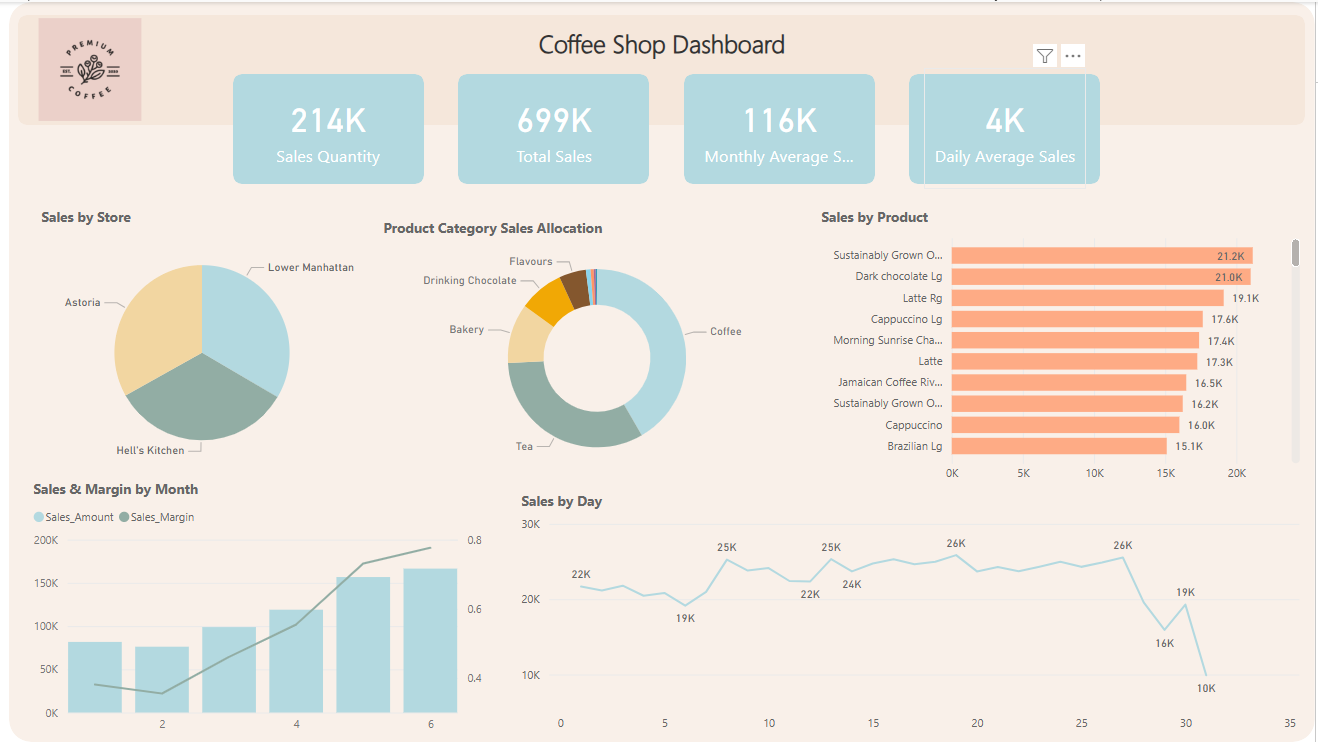 PREMIUM
EST.
COFFEE
Coffee Shop Dashboard
214K
Sales Quantity
699K
Total Sales
116K
Monthly Average S...
4K
Daily Average Sales
Sales by Store
Lower Manhattan
Astoria
Hell's Kitchen
Product Category Sales Allocation
Flavours
Drinking Chocolate
Bakery
Coffee
Tea
Sales by Product
Sustainably Grown O... 21.2K
Dark chocolate Lg 21.0K
Latte Rg 19.1K
Cappuccino Lg 17.6K
Morning Sunrise Cha... 17.4K
Latte 17.3K
Jamaican Coffee Riv... 16.5K
Sustainably Grown O... 16.2K
Cappuccino 16.0K
Brazilian Lg 15.1K
0K 5K 10K 15K 20K
Sales & Margin by Month
Sales_Amount Sales_Margin
200K 0.8
150K
0.6
100K
50K 0.4
0K
2 4 6
Sales by Day
30K
20K
10K
22K
19K
25K
22K
25K
24K
26K
26K
16K
19K
10K
0 5 10 15 20 25 30 35